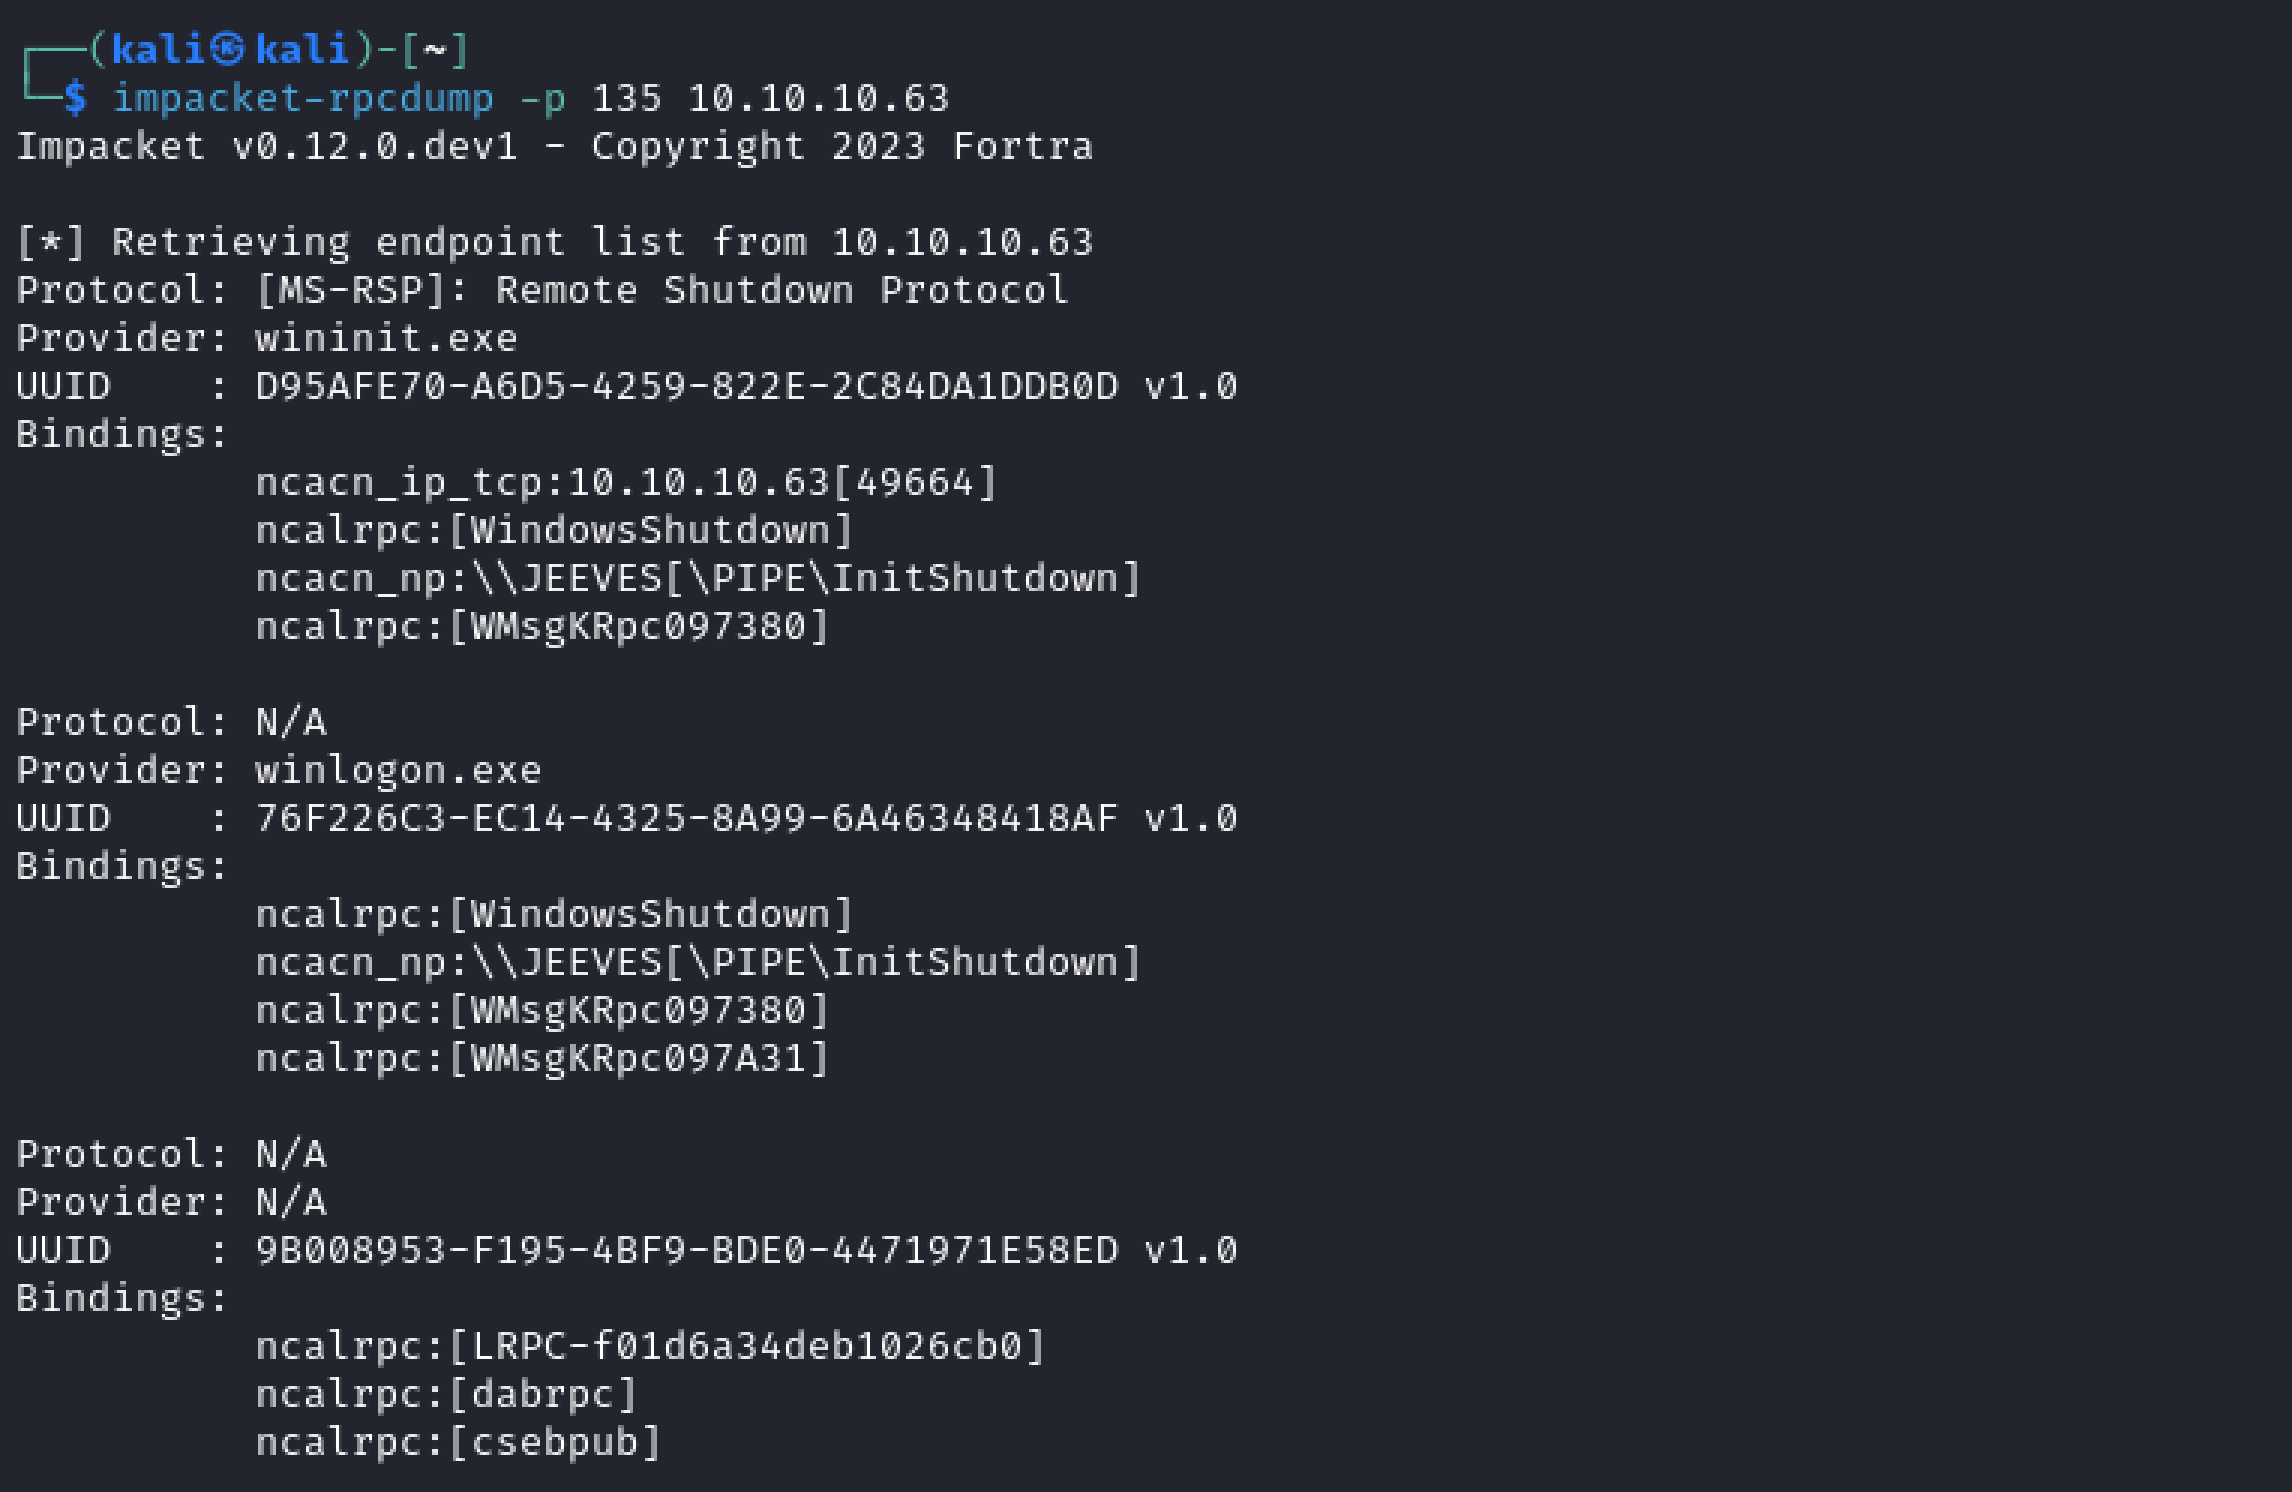 ┌──(kali㉿kali)-[~]
└─$ impacket-rpcdump -p 135 10.10.10.63
Impacket v0.12.0.dev1 - Copyright 2023 Fortra

[*] Retrieving endpoint list from 10.10.10.63
Protocol: [MS-RSP]: Remote Shutdown Protocol
Provider: wininit.exe
UUID    : D95AFE70-A6D5-4259-822E-2C84DA1DDB0D v1.0
Bindings:
          ncacn_ip_tcp:10.10.10.63[49664]
          ncalrpc:[WindowsShutdown]
          ncacn_np:\\JEEVES[\PIPE\InitShutdown]
          ncalrpc:[WMsgKRpc097380]

Protocol: N/A
Provider: winlogon.exe
UUID    : 76F226C3-EC14-4325-8A99-6A46348418AF v1.0
Bindings:
          ncalrpc:[WindowsShutdown]
          ncacn_np:\\JEEVES[\PIPE\InitShutdown]
          ncalrpc:[WMsgKRpc097380]
          ncalrpc:[WMsgKRpc097A31]

Protocol: N/A
Provider: N/A
UUID    : 9B008953-F195-4BF9-BDE0-4471971E58ED v1.0
Bindings:
          ncalrpc:[LRPC-f01d6a34deb1026cb0]
          ncalrpc:[dabrpc]
          ncalrpc:[csebpub]